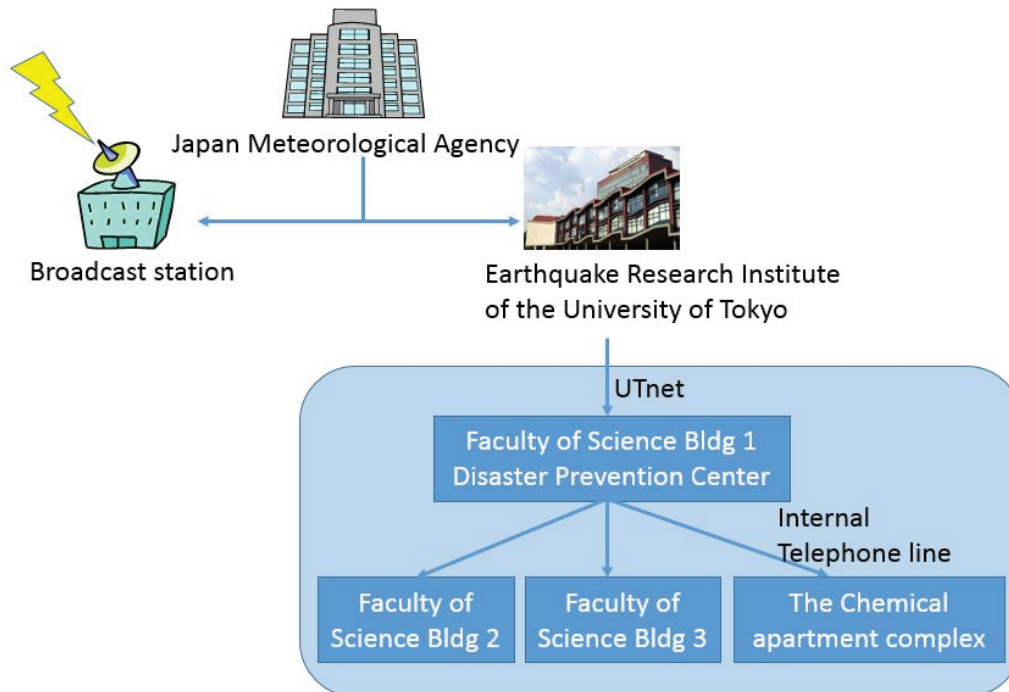 Japan Meteorological Agency
Broadcast station
Earthquake Research Institute
of the University of Tokyo
UTnet
Faculty of Science Bldg 1
Disaster Prevention Center
Internal
Telephone line
Faculty of
Science Bldg 2
Faculty of
Science Bldg 3
The Chemical
apartment complex